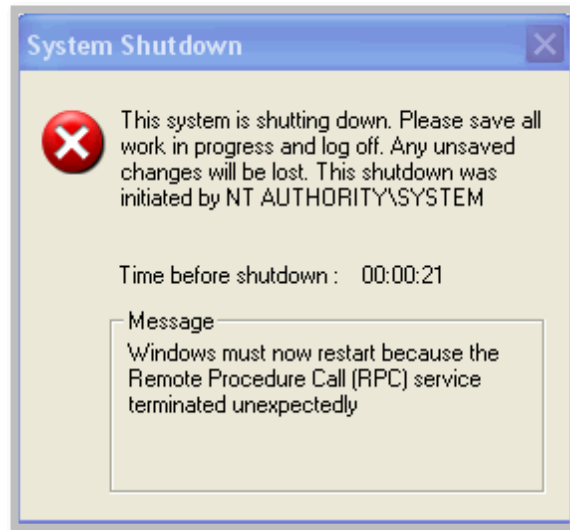 System Shutdown
This system is shutting down. Please save all
work in progress and log off. Any unsaved
changes will be lost. This shutdown was
initiated by NT AUTHORITY\SYSTEM
Time before shutdown : 00:00:21
Message
Windows must now restart because the
Remote Procedure Call (RPC) service
terminated unexpectedly